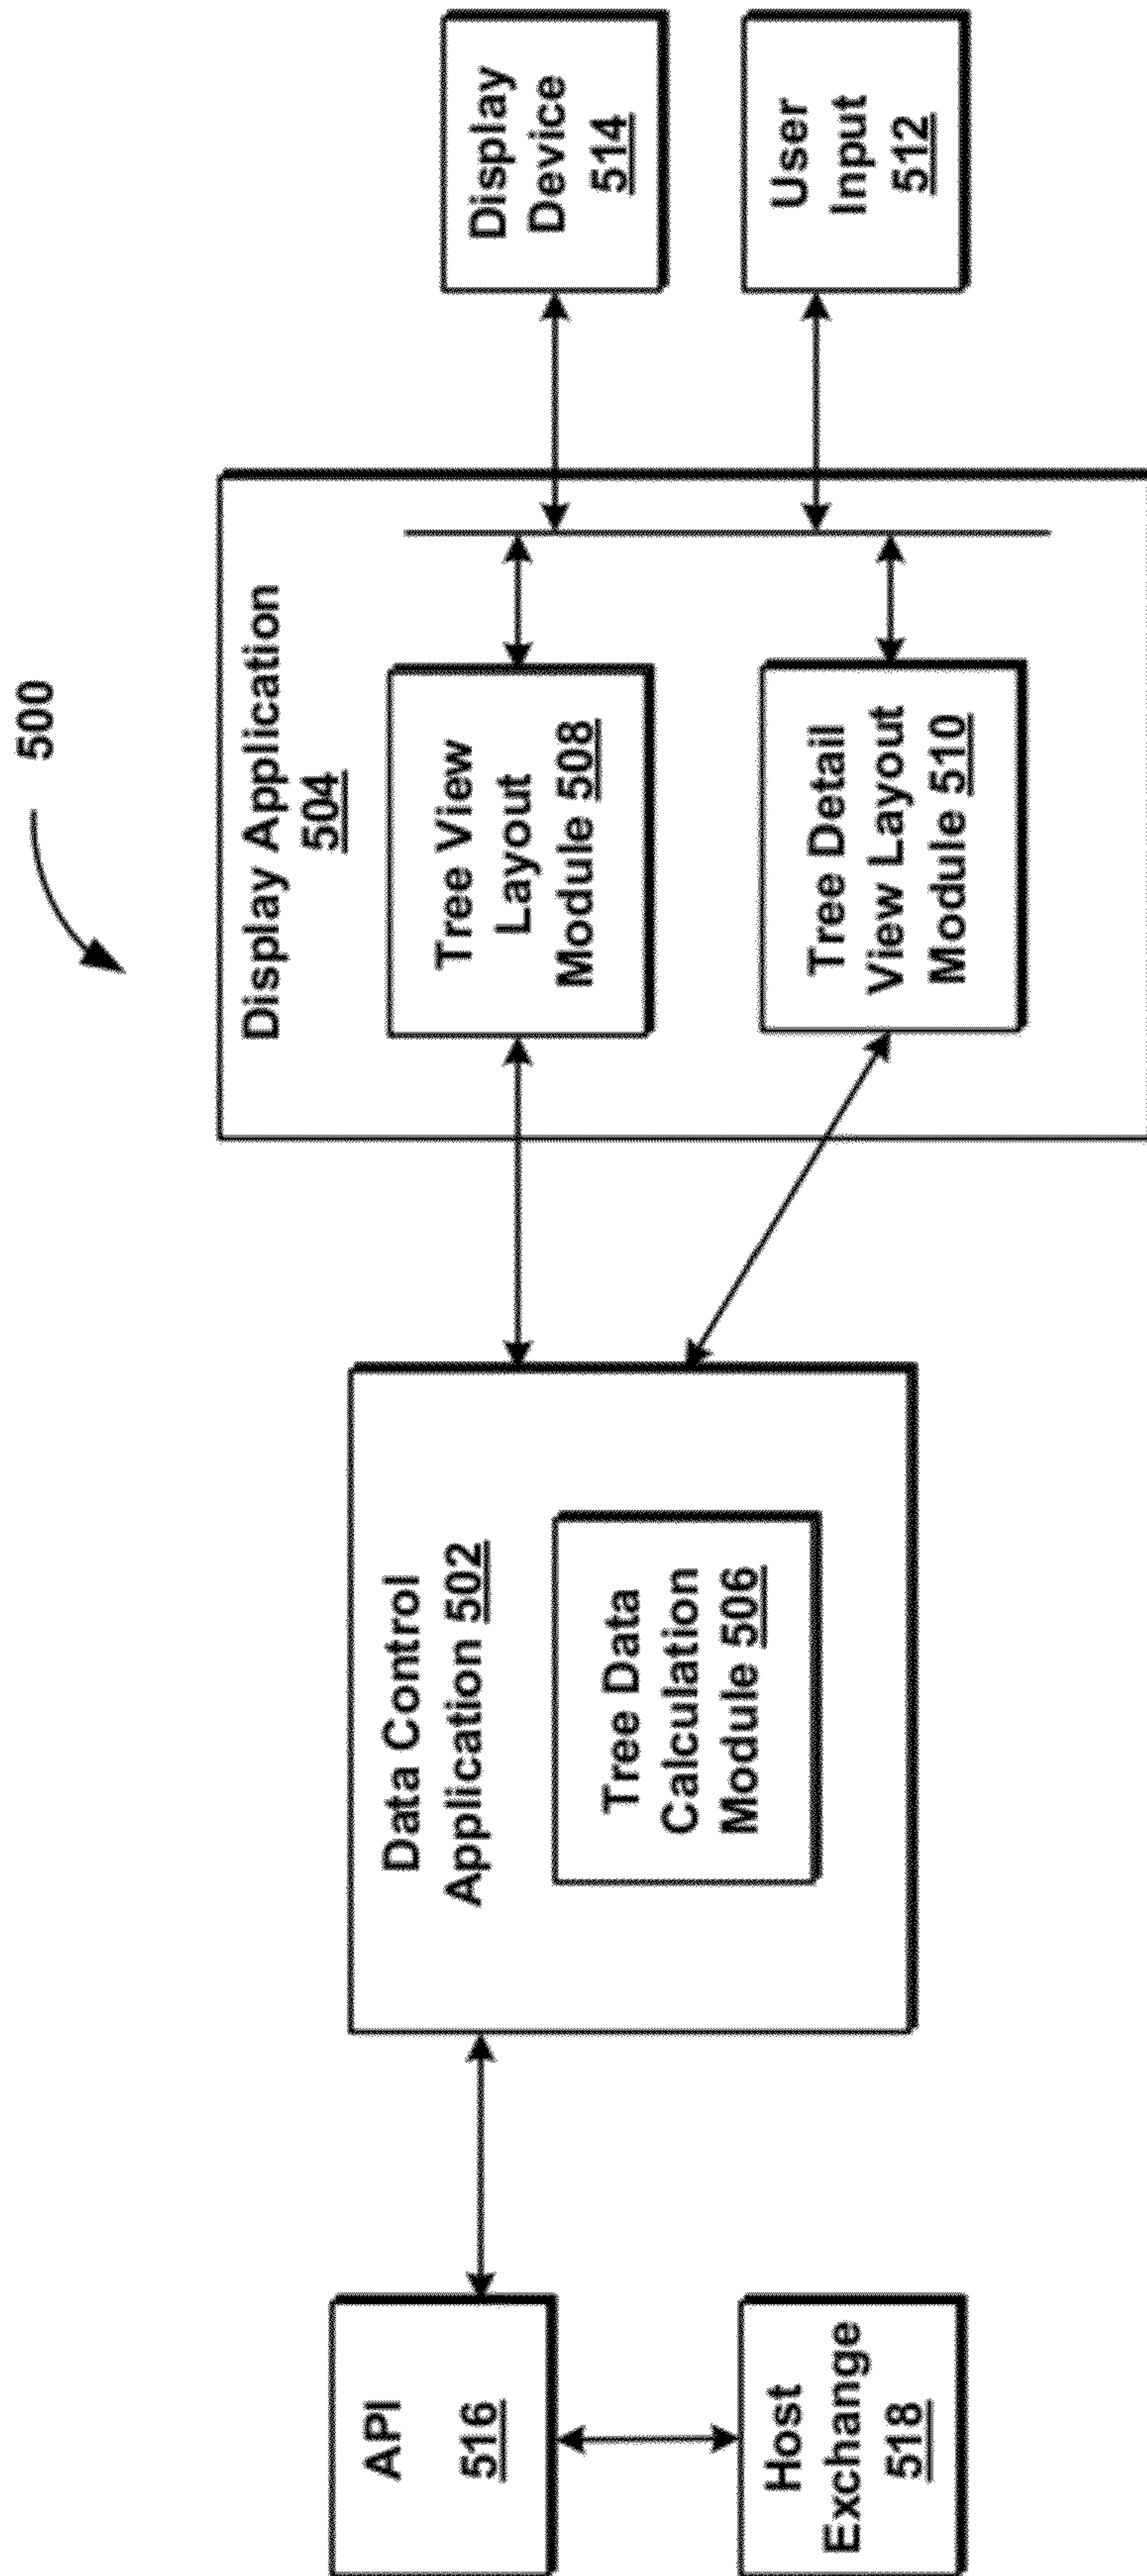 500
API
516
Host
Exchange
518
Data Control
Application 502
Tree Data
Calculation
Module 506
Display Application
504
Tree View
Layout
Module 508
Tree Detail
View Layout
Module 510
Display
Device
514
User
Input
512